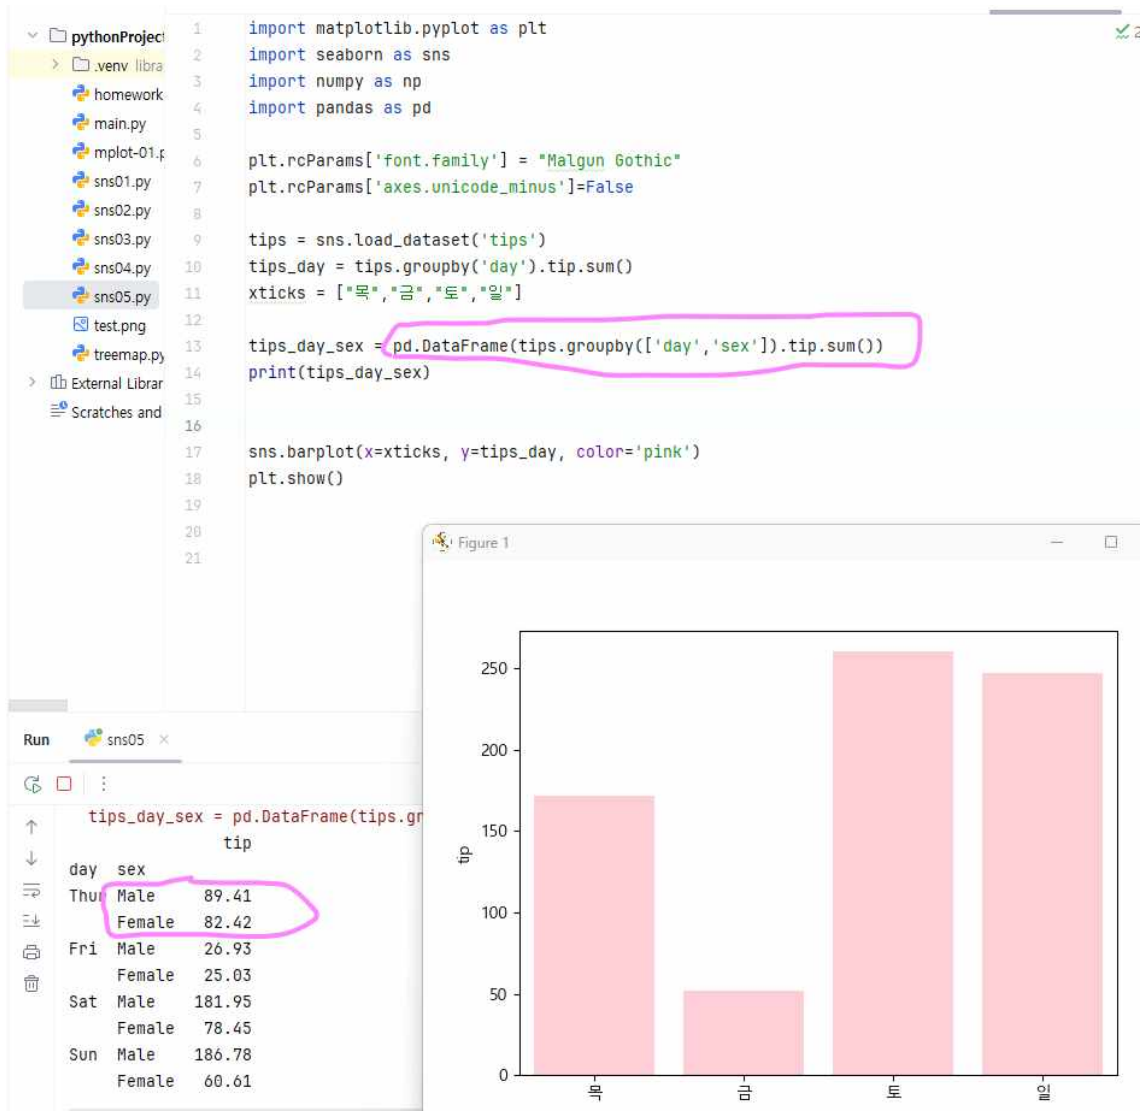 pythonProject
.venv libra
homework
main.py
mplot-01.p
sns01.py
sns02.py
sns03.py
sns04.py
sns05.py
test.png
treemap.py
External Librar
Scratches and
1 import matplotlib.pyplot as plt
2 import seaborn as sns
3 import numpy as np
4 import pandas as pd
5
6 plt.rcParams['font.family'] = "Malgun Gothic"
7 plt.rcParams['axes.unicode_minus']=False
8
9 tips = sns.load_dataset('tips')
10 tips_day = tips.groupby('day').tip.sum()
11 xticks = ["목","금","토","일"]
12
13 tips_day_sex = pd.DataFrame(tips.groupby(['day','sex']).tip.sum())
14 print(tips_day_sex)
15
16
17 sns.barplot(x=xticks, y=tips_day, color='pink')
18 plt.show()
19
20
21
2
Run sns05
tips_day_sex = pd.DataFrame(tips.gr
tip
day sex
Thur Male 89.41
Female 82.42
Fri Male 26.93
Female 25.03
Sat Male 181.95
Female 78.45
Sun Male 186.78
Female 60.61
Figure 1
250
200
150
100
50
0
tip
목 금 토 일